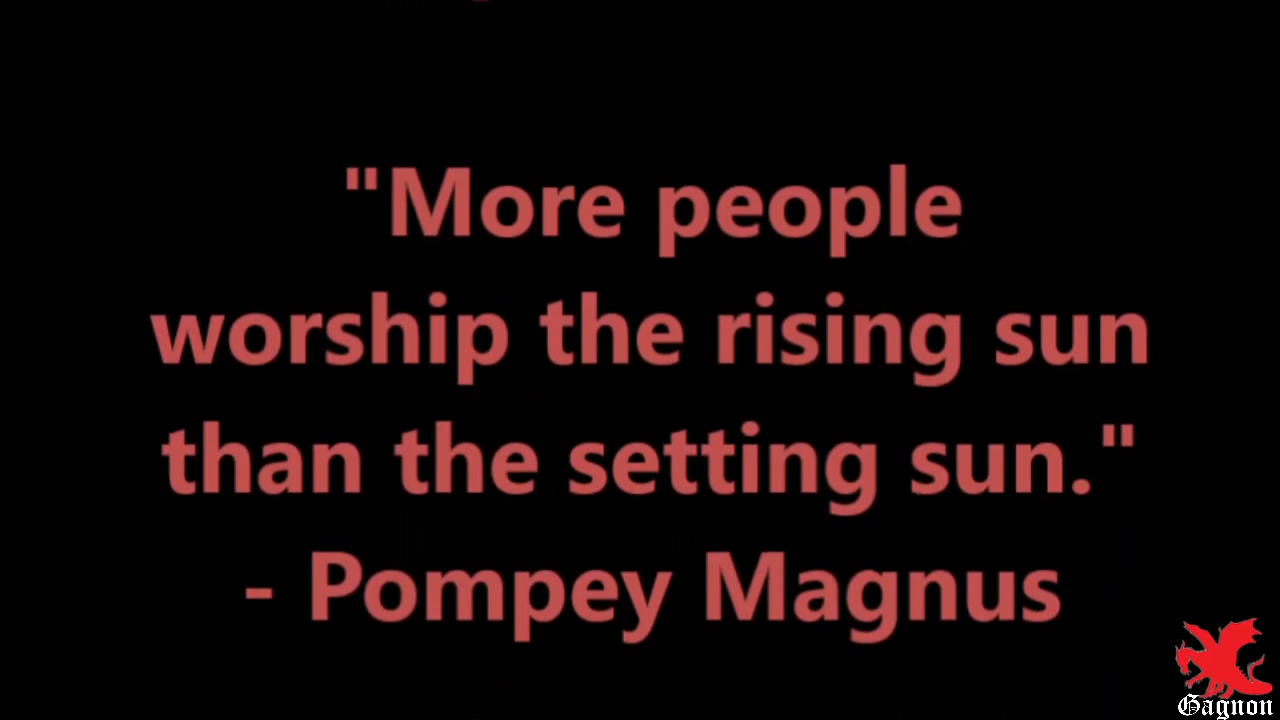 "More people
worship the rising sun
than the setting sun."
- Pompey Magnus
Gagnon